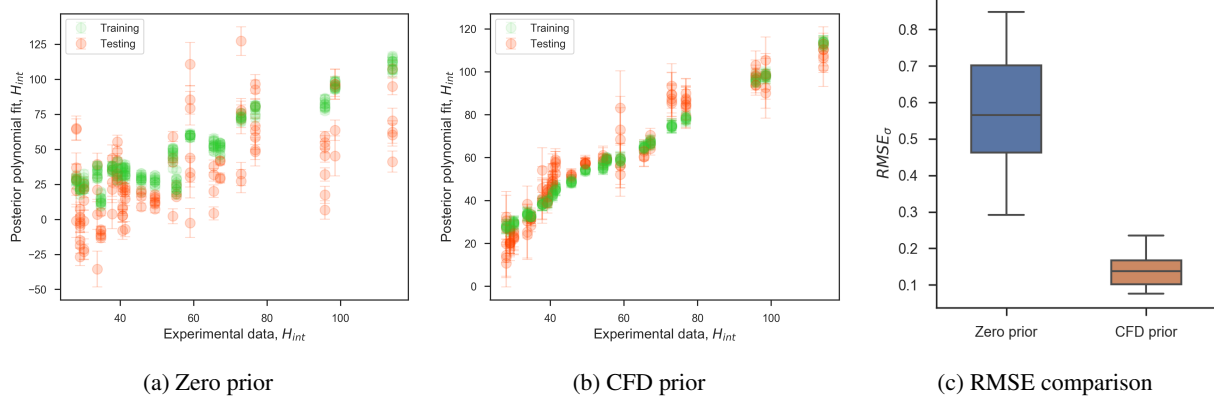 Training
Testing
125
100
75
50
25
0
−25
−50
40
60
80
100
Posterior polynomial fit, H_int
Experimental data, H_int
(a) Zero prior
Training
Testing
120
100
80
60
40
20
0
40
60
80
100
Posterior polynomial fit, H_int
Experimental data, H_int
(b) CFD prior
0.8
0.7
0.6
0.5
0.4
0.3
0.2
0.1
RMSE_σ
Zero prior
CFD prior
(c) RMSE comparison